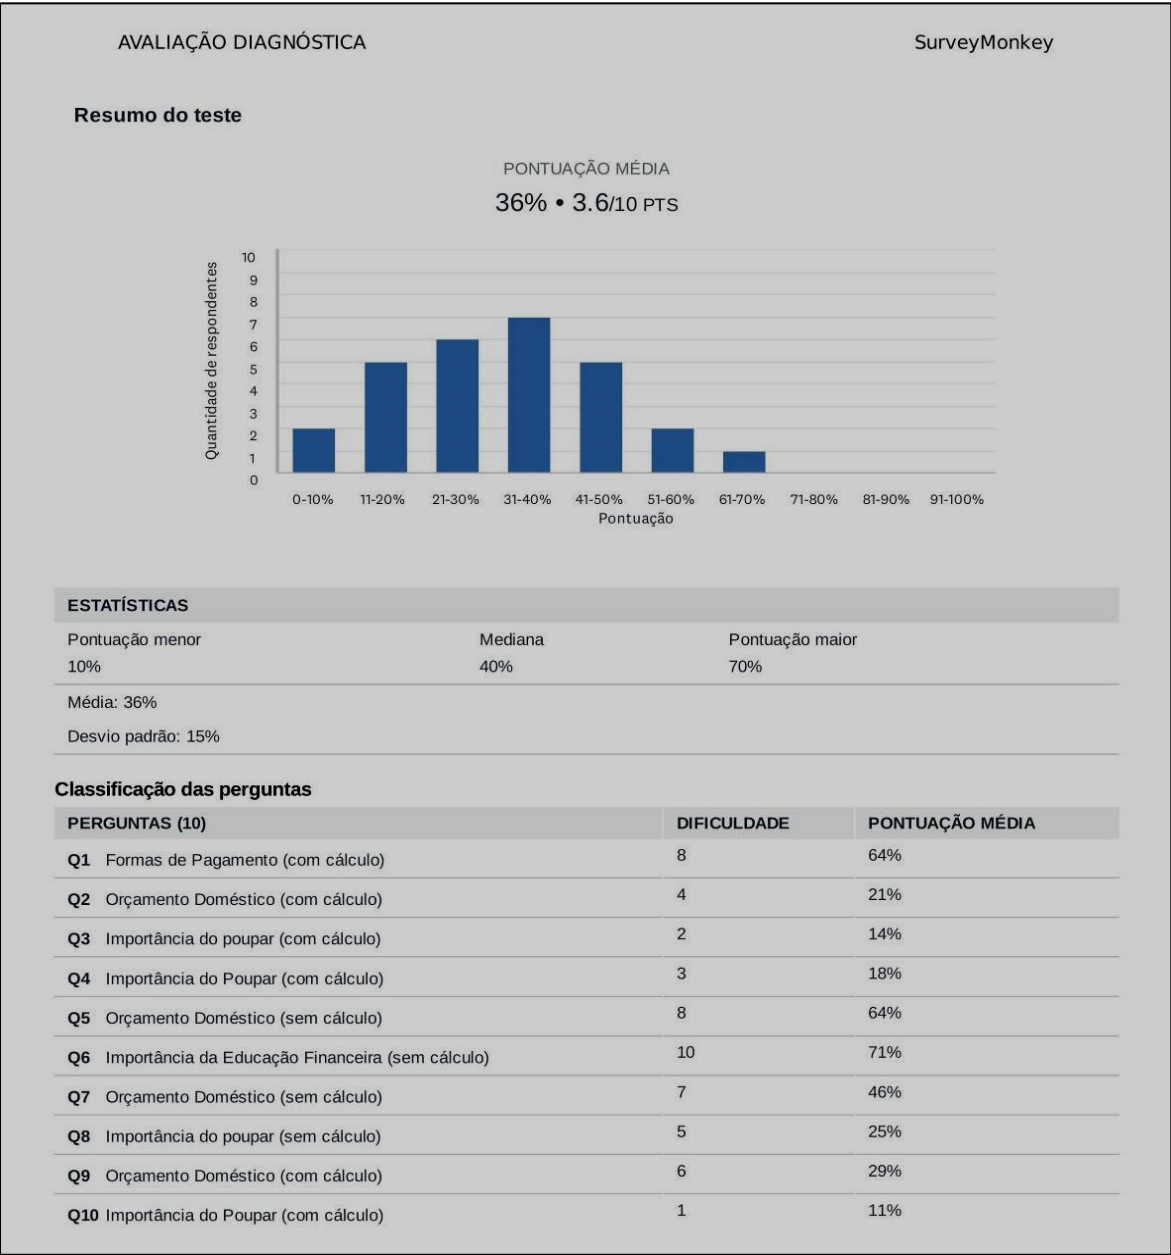 AVALIAÇÃO DIAGNÓSTICA SurveyMonkey
Resumo do teste
PONTUAÇÃO MÉDIA
36% • 3.6/10 PTS
Quantidade de respondentes
10
9
8
7
6
5
4
3
2
1
0
0-10% 11-20% 21-30% 31-40% 41-50% 51-60% 61-70% 71-80% 81-90% 91-100%
Pontuação
ESTATÍSTICAS
Pontuação menor Mediana Pontuação maior
10% 40% 70%
Média: 36%
Desvio padrão: 15%
Classificação das perguntas
PERGUNTAS (10) DIFICULDADE PONTUAÇÃO MÉDIA
Q1 Formas de Pagamento (com cálculo) 8 64%
Q2 Orçamento Doméstico (com cálculo) 4 21%
Q3 Importância do poupar (com cálculo) 2 14%
Q4 Importância do Poupar (com cálculo) 3 18%
Q5 Orçamento Doméstico (sem cálculo) 8 64%
Q6 Importância da Educação Financeira (sem cálculo) 10 71%
Q7 Orçamento Doméstico (sem cálculo) 7 46%
Q8 Importância do poupar (sem cálculo) 5 25%
Q9 Orçamento Doméstico (com cálculo) 6 29%
Q10 Importância do Poupar (com cálculo) 1 11%